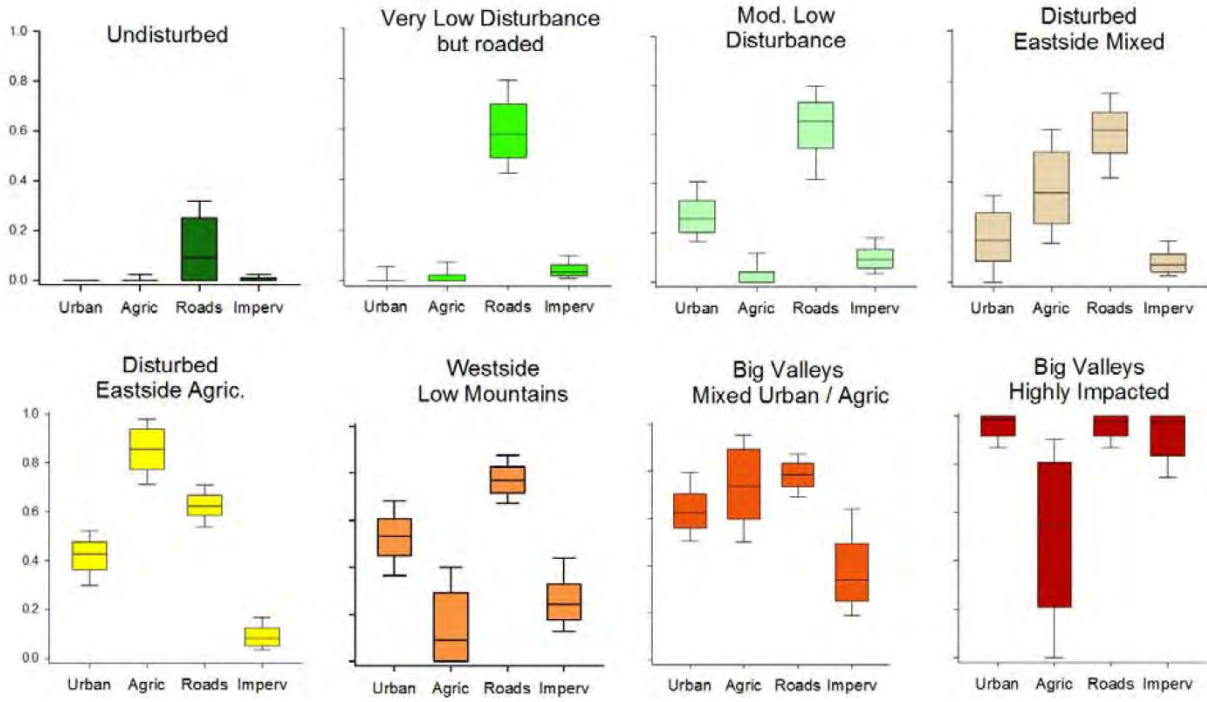 Undisturbed
Very Low Disturbance
but roaded
Mod. Low
Disturbance
Disturbed
Eastside Mixed
1.0
0.8
0.6
0.4
0.2
0.0
Urban Agric Roads Imperv
Urban Agric Roads Imperv
Urban Agric Roads Imperv
Urban Agric Roads Imperv
Disturbed
Eastside Agric.
Westside
Low Mountains
Big Valleys
Mixed Urban / Agric
Big Valleys
Highly Impacted
1.0
0.8
0.6
0.4
0.2
0.0
Urban Agric Roads Imperv
Urban Agric Roads Imperv
Urban Agric Roads Imperv
Urban Agric Roads Imperv